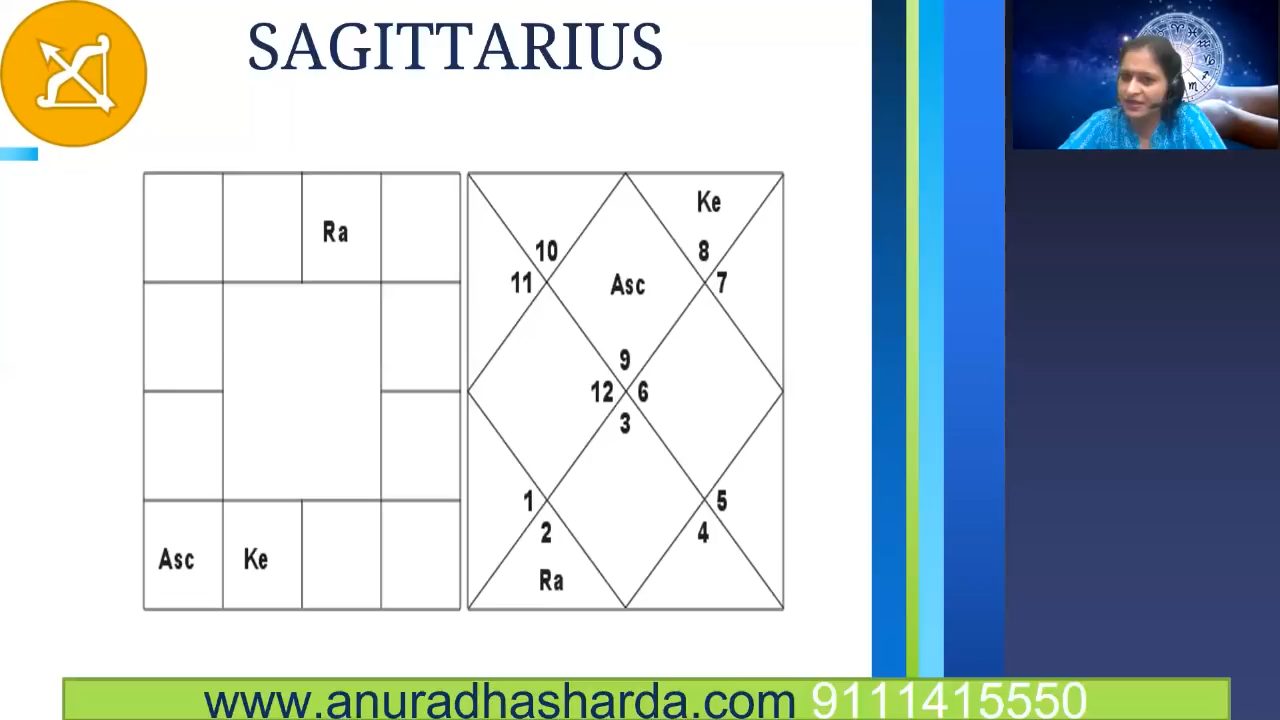 SAGITTARIUS
Ra
Asc Ke
Ke
10 8
11 Asc 7
9
12 6
3
1 5
2 4
Ra
www.anuradhasharda.com 9111415550